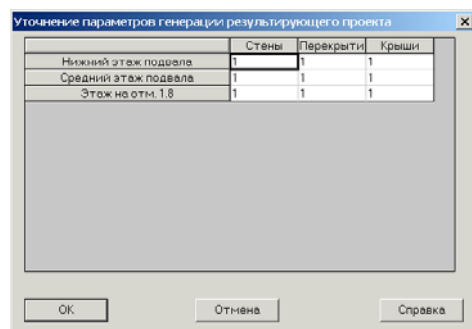 Уточнение параметров генерации результирующего проекта
Стены Перекрыти Крыши
Нижний этаж подвала 1 1 1
Средний этаж подвала 1 1 1
Этаж на отм. 1.8 1 1 1
OK Отмена Справка